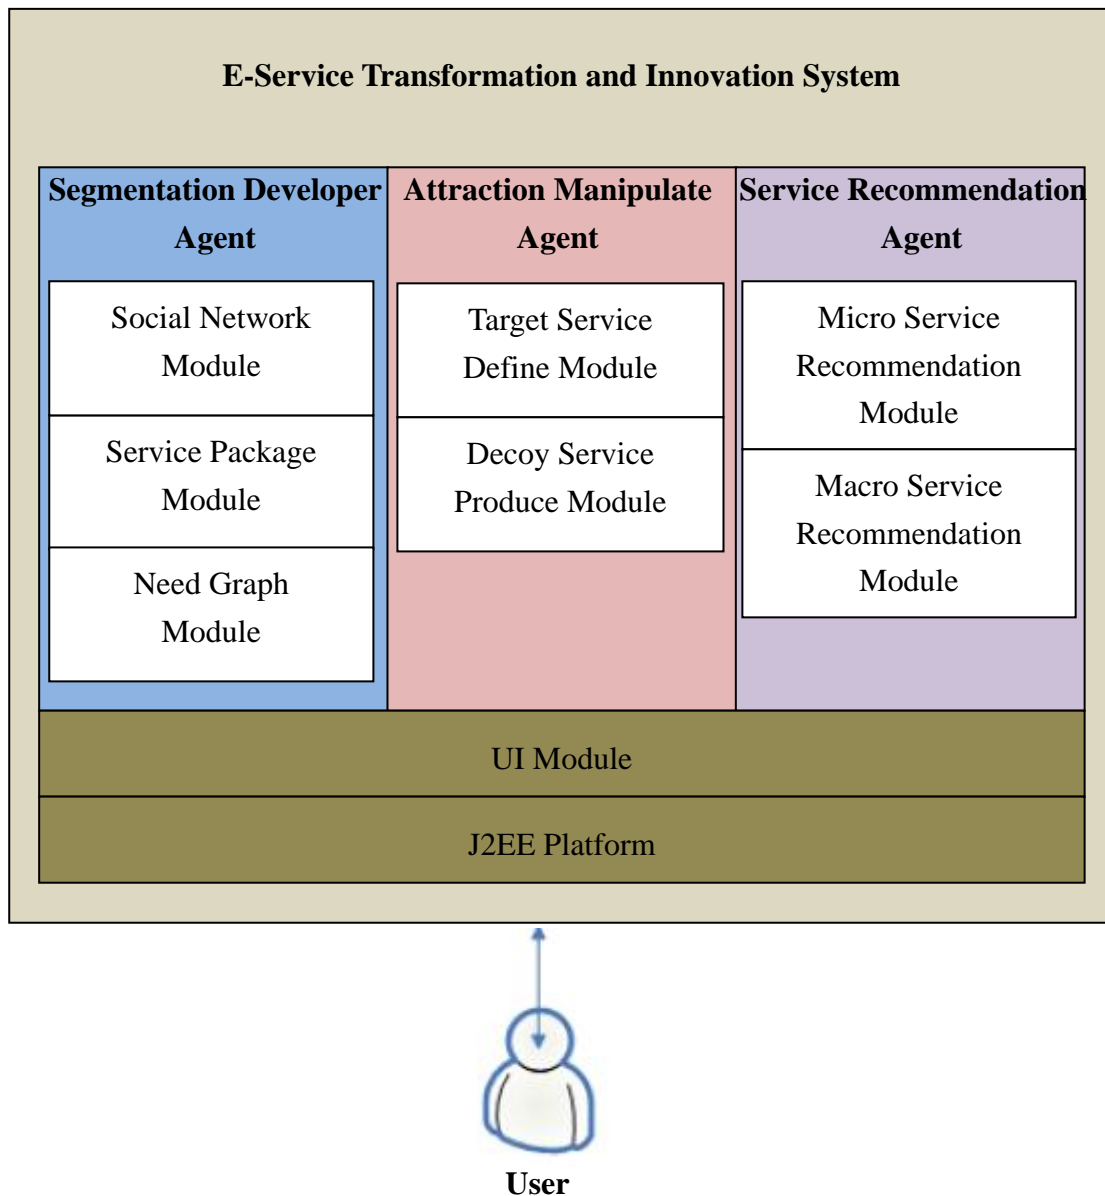 E-Service Transformation and Innovation System
Segmentation Developer
Agent
Social Network
Module
Service Package
Module
Need Graph
Module
Attraction Manipulate
Agent
Target Service
Define Module
Decoy Service
Produce Module
Service Recommendation
Agent
Micro Service
Recommendation
Module
Macro Service
Recommendation
Module
UI Module
J2EE Platform
User